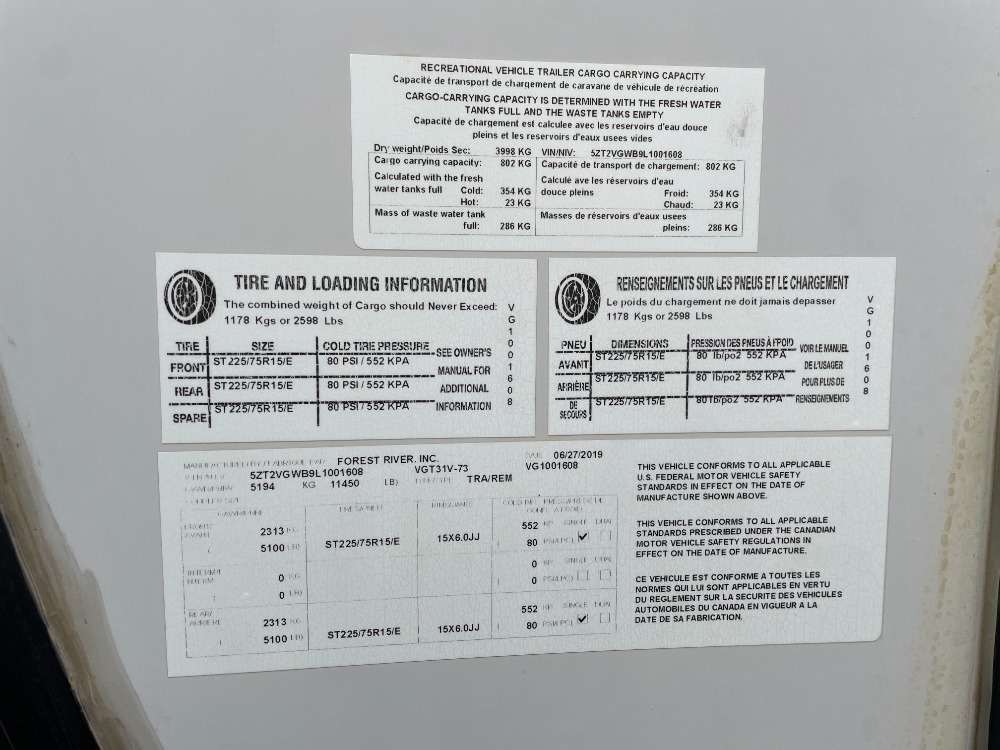 RECREATIONAL VEHICLE TRAILER CARGO CARRYING CAPACITY
Capacité de transport de chargement de caravane de véhicule de récréation
CARGO-CARRYING CAPACITY IS DETERMINED WITH THE FRESH WATER
TANKS FULL AND THE WASTE TANKS EMPTY
Capacité de chargement est calculee avec les reservoirs d'eau douce
pleins et les reservoirs d'eaux usees vides
Dry weight/Poids Sec: 3998 KG VIN/NIV: 5ZT2VGWB9L1001608
Cargo carrying capacity: 802 KG Capacité de transport de chargement: 802 KG
Calculated with the fresh Calculé ave les réservoirs d'eau
water tanks full Cold: 354 KG douce pleins Froid: 354 KG
Hot: 23 KG Chaud: 23 KG
Mass of waste water tank Masses de réservoirs d'eaux usees
full: 286 KG pleins: 286 KG
TIRE AND LOADING INFORMATION
The combined weight of Cargo should Never Exceed:
1178 Kgs or 2598 Lbs
TIRE SIZE COLD TIRE PRESSURE SEE OWNER'S
FRONT ST225/75R15/E 80 PSI / 552 KPA MANUAL FOR
REAR ST225/75R15/E 80 PSI / 552 KPA ADDITIONAL
SPARE ST225/75R15/E 80 PSI / 552 KPA INFORMATION
VG1001608
RENSEIGNEMENTS SUR LES PNEUS ET LE CHARGEMENT
Le poids du chargement ne doit jamais depasser
1178 Kgs or 2598 Lbs
PNEU DIMENSIONS PRESSION DES PNEUS À FPOID VOIR LE MANUEL
AVANT ST225/75R15/E 80 lb/po2 552 KPA DE L'USAGER
ARRIÈRE ST225/75R15/E 80 lb/po2 552 KPA POUR PLUS DE
DE SECOURS ST225/75R15/E 80 lb/po2 552 KPA RENSEIGNEMENTS
VG1001608
FOREST RIVER, INC. DATE 06/27/2019
5ZT2VGWB9L1001608 VGT31V-73 VG1001608
5194 KG 11450 LB) TRA/REM
COLD INF. PRESS/PRESS DE
2313 KG 552 KP SINGLE DUAL
5100 LB) ST225/75R15/E 15X6.0JJ 80
0 KG 0 KP SINGLE DUAL
0 LB) 0
2313 KG 552 KP SINGLE DUAL
5100 LB) ST225/75R15/E 15X6.0JJ 80
THIS VEHICLE CONFORMS TO ALL APPLICABLE
U.S. FEDERAL MOTOR VEHICLE SAFETY
STANDARDS IN EFFECT ON THE DATE OF
MANUFACTURE SHOWN ABOVE.
THIS VEHICLE CONFORMS TO ALL APPLICABLE
STANDARDS PRESCRIBED UNDER THE CANADIAN
MOTOR VEHICLE SAFETY REGULATIONS IN
EFFECT ON THE DATE OF MANUFACTURE.
CE VEHICULE EST CONFORME A TOUTES LES
NORMES QUI LUI SONT APPLICABLES EN VERTU
DU REGLEMENT SUR LA SECURITE DES VEHICULES
AUTOMOBILES DU CANADA EN VIGUEUR A LA
DATE DE SA FABRICATION.